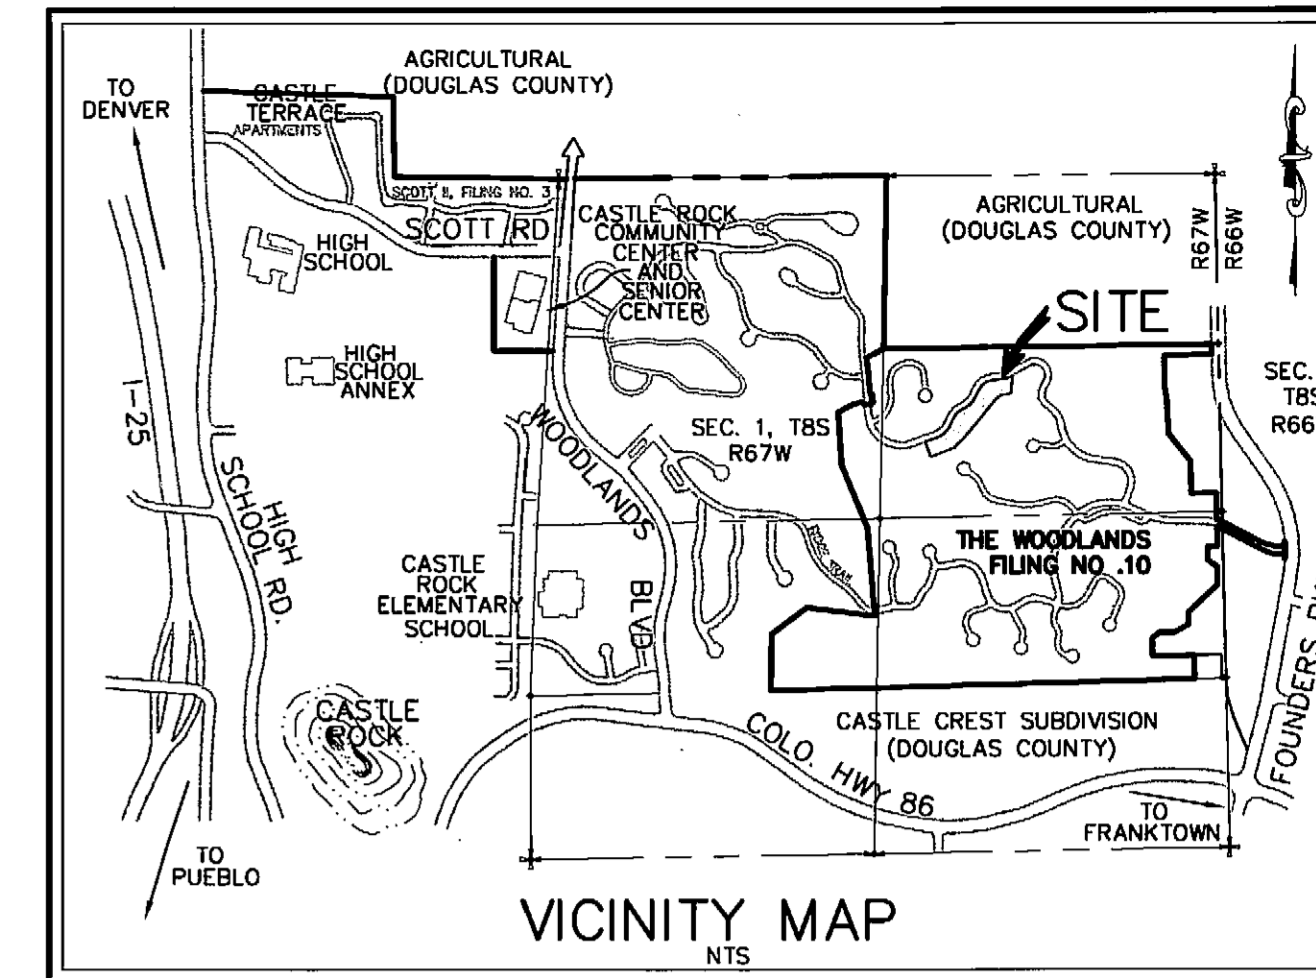 AGRICULTURAL
(DOUGLAS COUNTY)
TO
DENVER
CASTLE
TERRACE
APARTMENTS
SCOTT II, FILING NO. 3
SCOTT RD
HIGH
SCHOOL
CASTLE ROCK
COMMUNITY
CENTER
AND
SENIOR
CENTER
AGRICULTURAL
(DOUGLAS COUNTY)
R67W
R66W
SITE
HIGH
SCHOOL
ANNEX
I-25
HIGH
SCHOOL RD.
WOODLANDS
BLVD
SEC. 1, T8S
R67W
SEC.
T8S
R66
THE WOODLANDS
FILING NO .10
TRAIL
CASTLE
ROCK
ELEMENTARY
SCHOOL
CASTLE
ROCK
CASTLE CREST SUBDIVISION
(DOUGLAS COUNTY)
COLO. HWY 86
FOUNDERS
TO
FRANKTOWN
TO
PUEBLO
VICINITY MAP
NTS